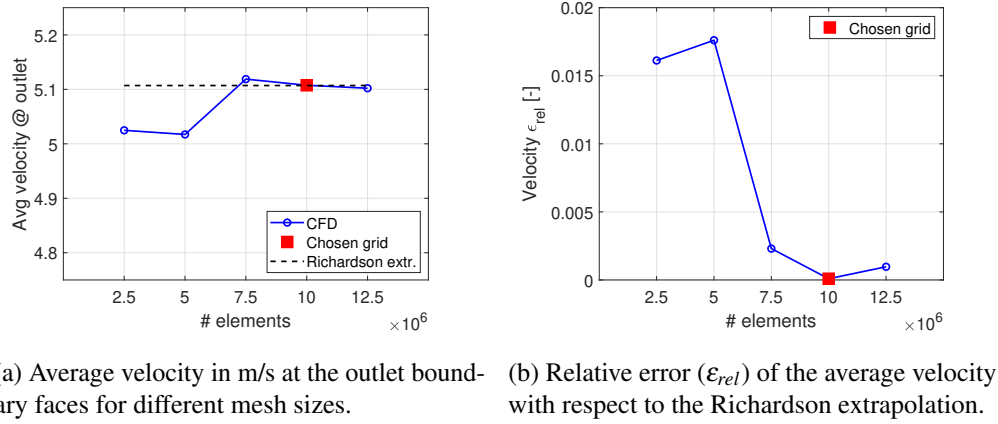 5.2
5.1
5
4.9
4.8
Avg velocity @ outlet
CFD
Chosen grid
Richardson extr.
2.5 5 7.5 10 12.5
# elements
×10^6
0.02
0.015
0.01
0.005
0
Velocity ϵ_rel [-]
Chosen grid
2.5 5 7.5 10 12.5
# elements
×10^6
(a) Average velocity in m/s at the outlet bound-
ary faces for different mesh sizes.
(b) Relative error (ε_rel) of the average velocity
with respect to the Richardson extrapolation.